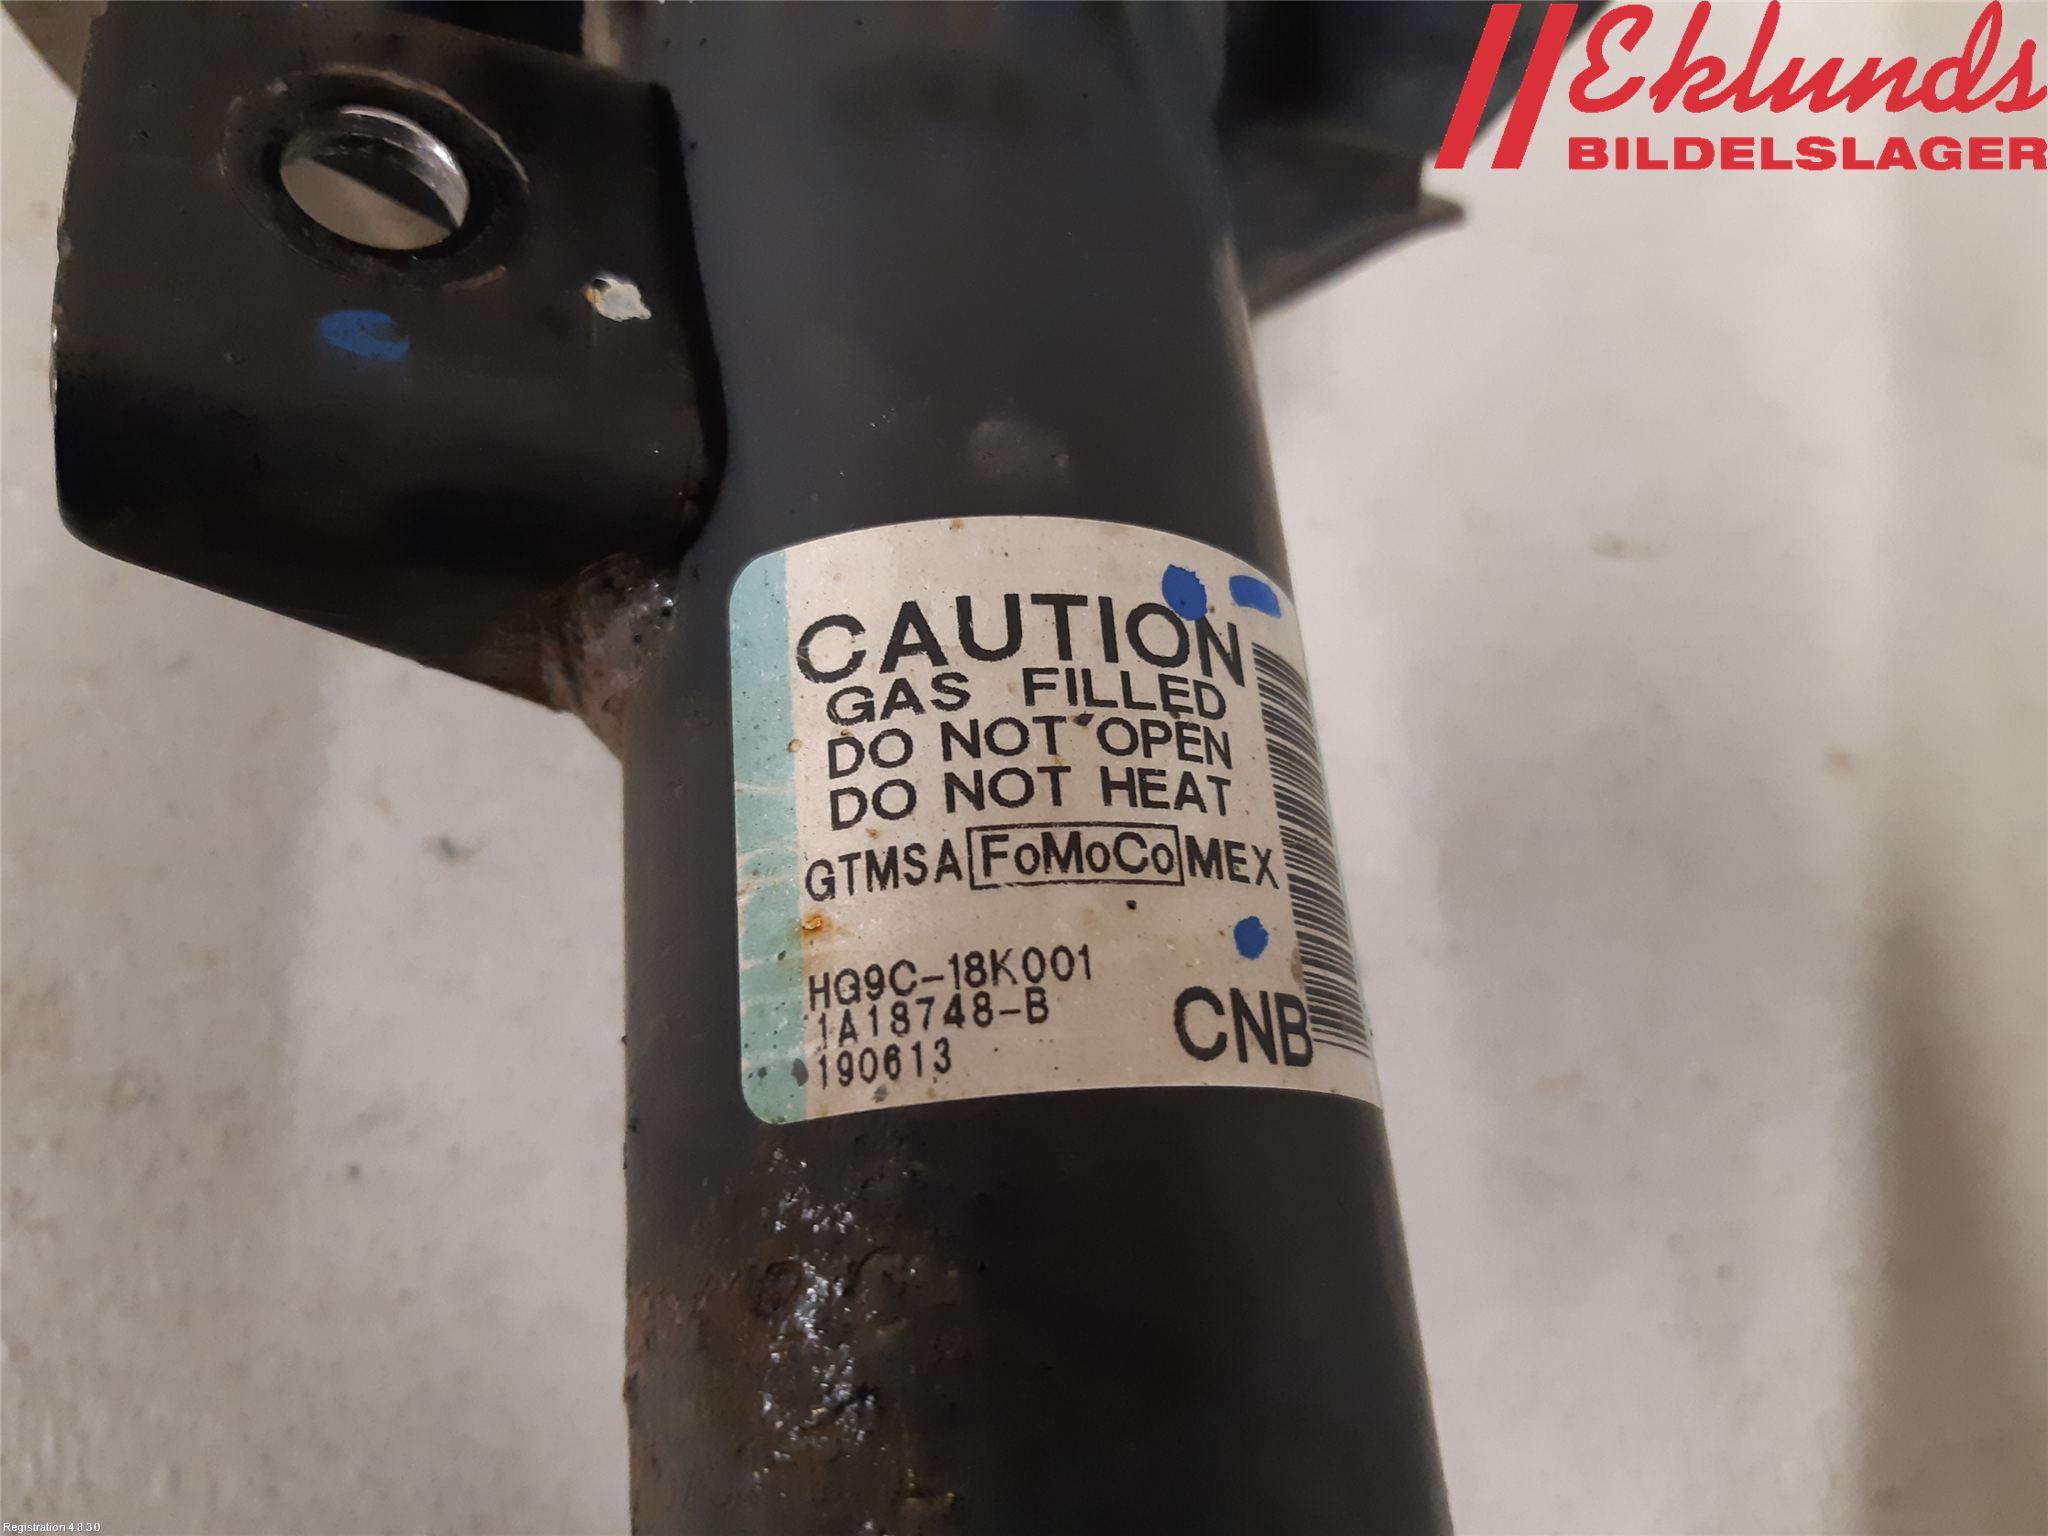 Eklunds
BILDELSLAGER
CAUTION
GAS FILLED
DO NOT OPEN
DO NOT HEAT
GTMSA FoMoCo MEX
HG9C-18K001
1A18748-B
190613
CNB
Registration 4.8.3.0